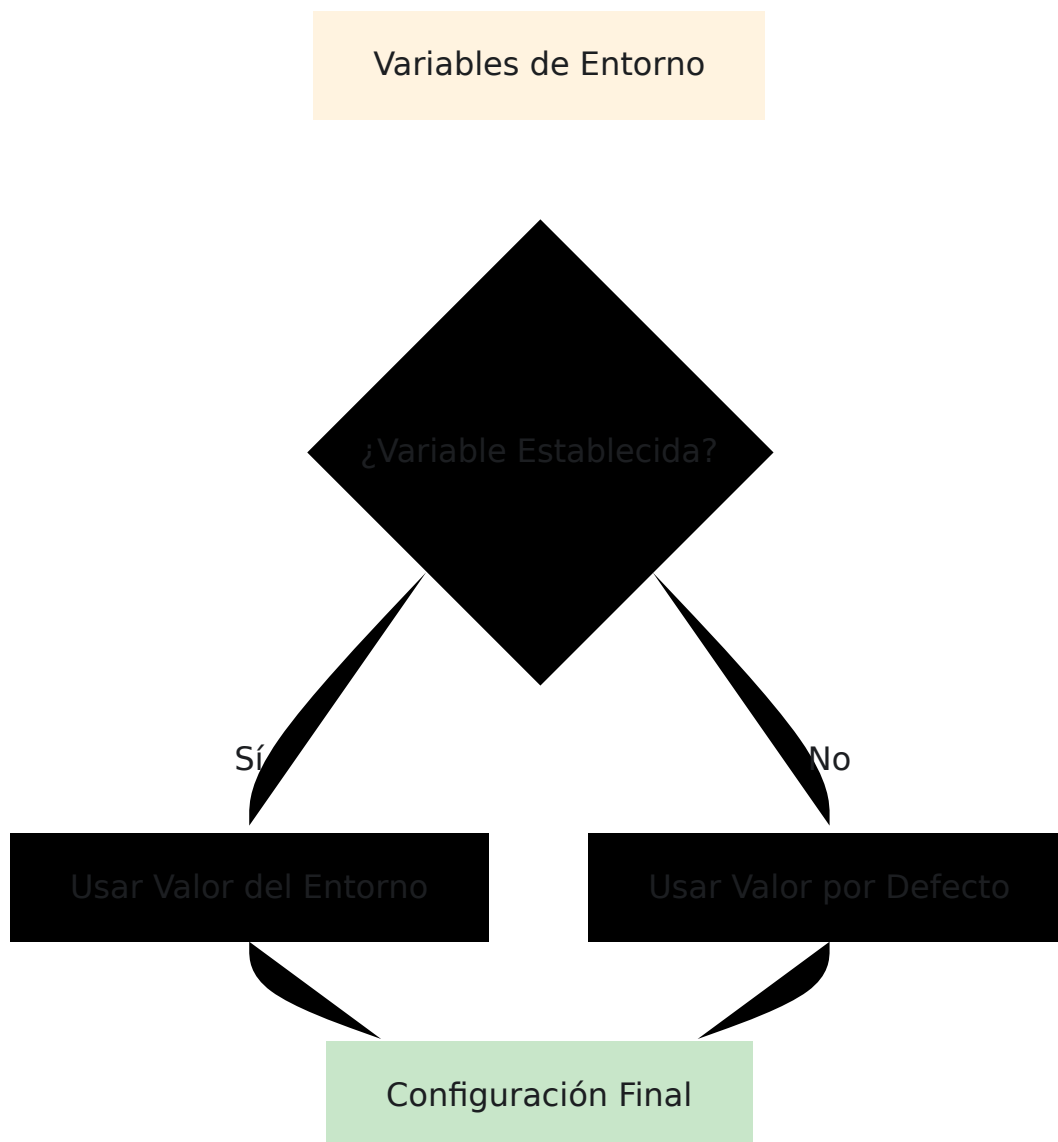 Variables de Entorno
¿Variable Establecida?
Sí
No
Usar Valor del Entorno
Usar Valor por Defecto
Configuración Final